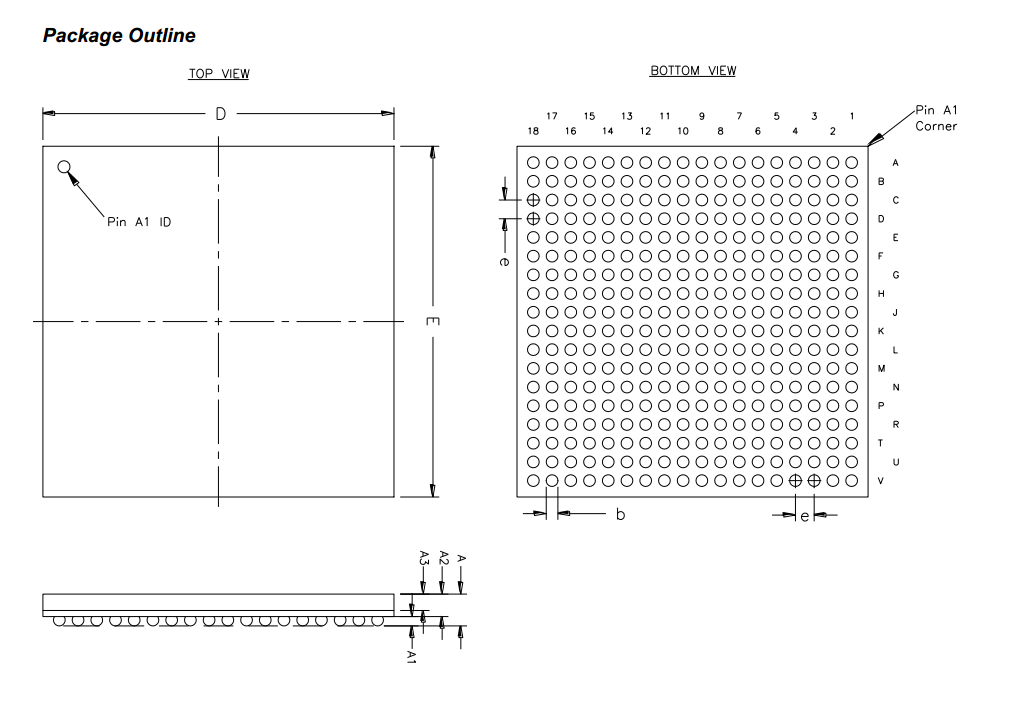 Package Outline
TOP VIEW
D
Pin A1 ID
E
BOTTOM VIEW
17 15 13 11 9 7 5 3 1
18 16 14 12 10 8 6 4 2
Pin A1
Corner
A
B
C
D
E
F
G
H
J
K
L
M
N
P
R
T
U
V
e
b
e
A3 A2 A
A1